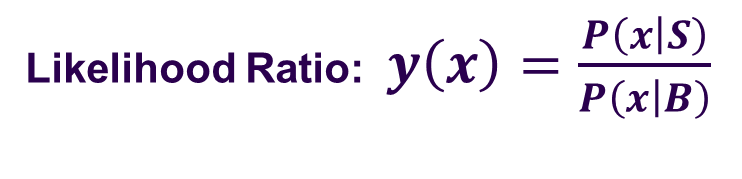 Likelihood Ratio: y(x) = P(x|S) / P(x|B)